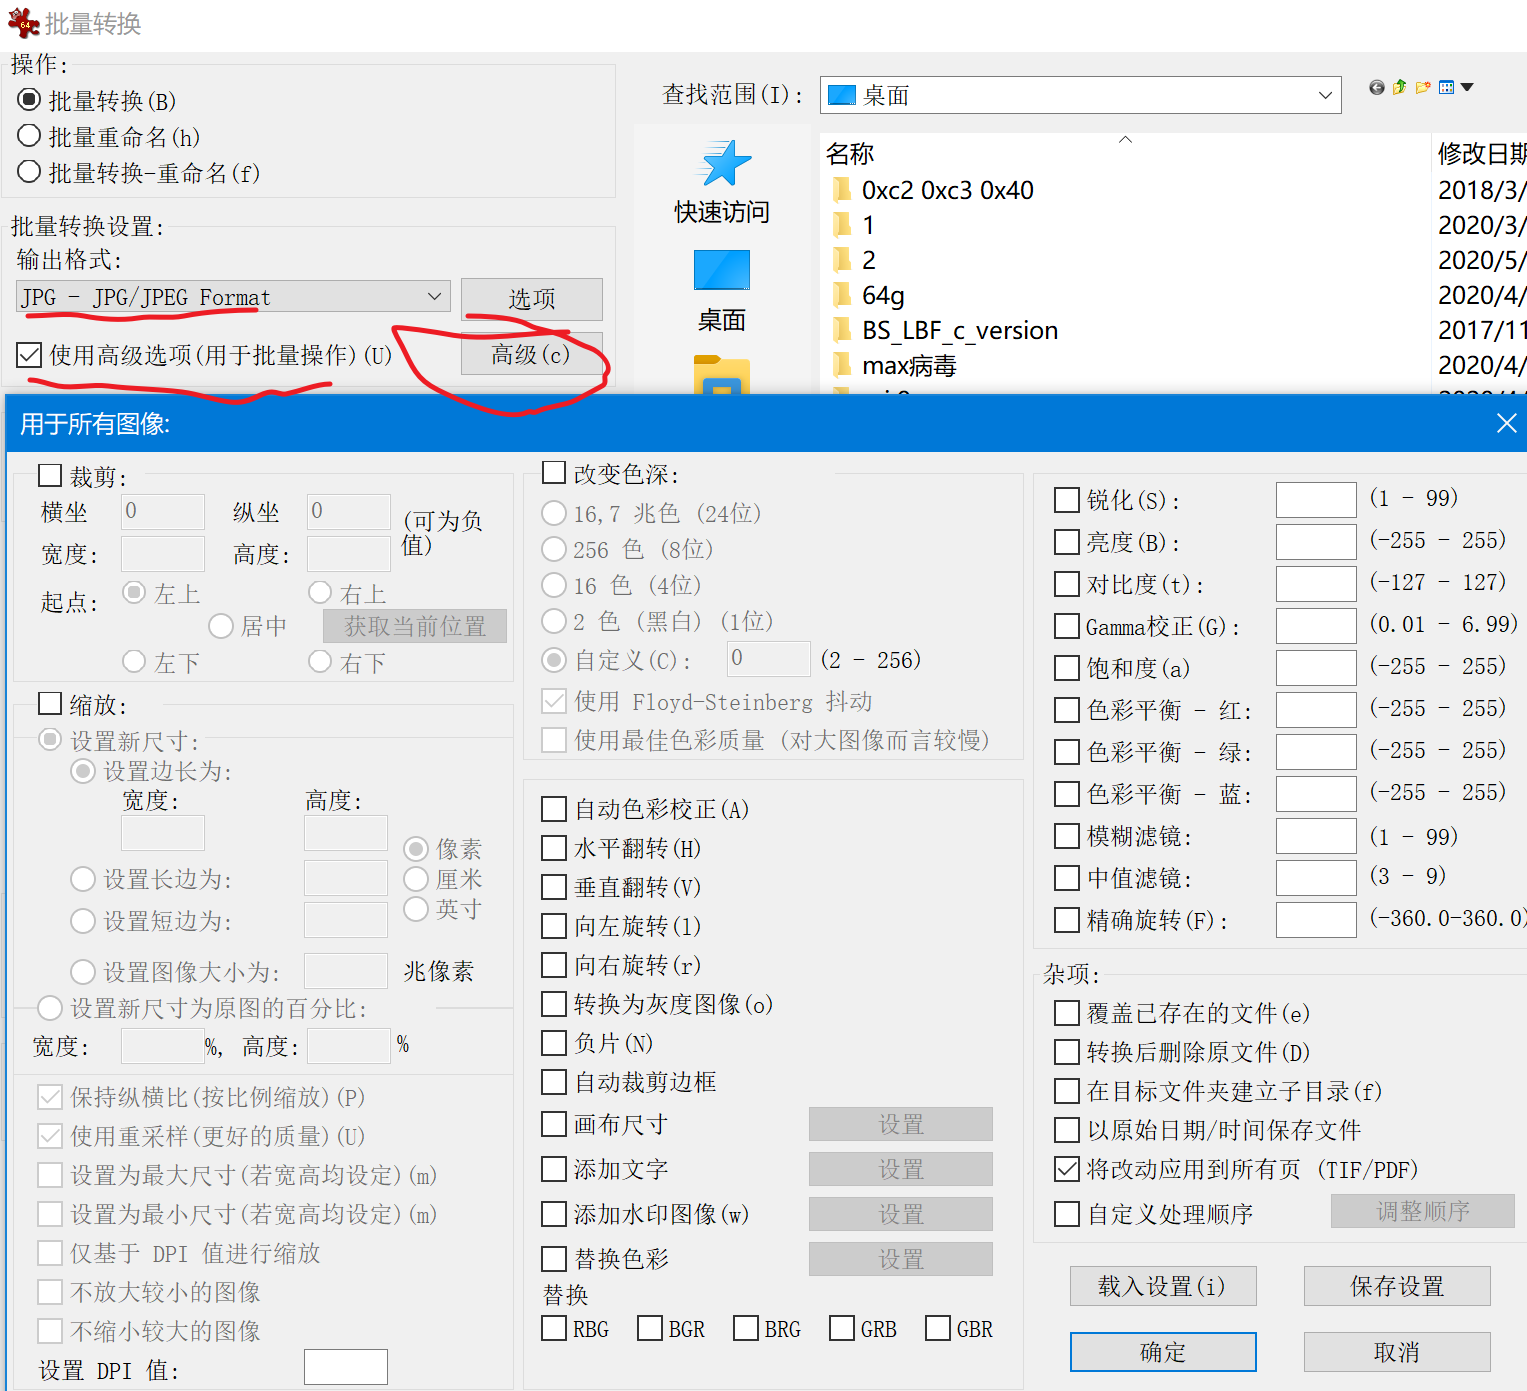 批量转换
操作:
批量转换(B)
批量重命名(h)
批量转换-重命名(f)
批量转换设置:
输出格式:
JPG - JPG/JPEG Format
选项
使用高级选项(用于批量操作)(U)
高级(c)
查找范围(I):
桌面
快速访问
桌面
名称
修改日期
0xc2 0xc3 0x40
2018/3/
1
2020/3/
2
2020/5/
64g
2020/4/
BS_LBF_c_version
2017/11
max病毒
2020/4/
用于所有图像:
裁剪:
横坐
0
纵坐
0
(可为负值)
宽度:
高度:
起点:
左上
右上
居中
获取当前位置
左下
右下
缩放:
设置新尺寸:
设置边长为:
宽度:
高度:
像素
设置长边为:
厘米
设置短边为:
英寸
设置图像大小为:
兆像素
设置新尺寸为原图的百分比:
宽度:
%, 高度:
%
保持纵横比(按比例缩放)(P)
使用重采样(更好的质量)(U)
设置为最大尺寸(若宽高均设定)(m)
设置为最小尺寸(若宽高均设定)(m)
仅基于 DPI 值进行缩放
不放大较小的图像
不缩小较大的图像
设置 DPI 值:
改变色深:
16,7 兆色 (24位)
256 色 (8位)
16 色 (4位)
2 色 (黑白) (1位)
自定义(C):
0
(2 - 256)
使用 Floyd-Steinberg 抖动
使用最佳色彩质量 (对大图像而言较慢)
自动色彩校正(A)
水平翻转(H)
垂直翻转(V)
向左旋转(l)
向右旋转(r)
转换为灰度图像(o)
负片(N)
自动裁剪边框
画布尺寸
设置
添加文字
设置
添加水印图像(w)
设置
替换色彩
设置
替换
RBG
BGR
BRG
GRB
GBR
锐化(S):
(1 - 99)
亮度(B):
(-255 - 255)
对比度(t):
(-127 - 127)
Gamma校正(G):
(0.01 - 6.99)
饱和度(a)
(-255 - 255)
色彩平衡 - 红:
(-255 - 255)
色彩平衡 - 绿:
(-255 - 255)
色彩平衡 - 蓝:
(-255 - 255)
模糊滤镜:
(1 - 99)
中值滤镜:
(3 - 9)
精确旋转(F):
(-360.0-360.0)
杂项:
覆盖已存在的文件(e)
转换后删除原文件(D)
在目标文件夹建立子目录(f)
以原始日期/时间保存文件
将改动应用到所有页 (TIF/PDF)
自定义处理顺序
调整顺序
载入设置(i)
保存设置
确定
取消